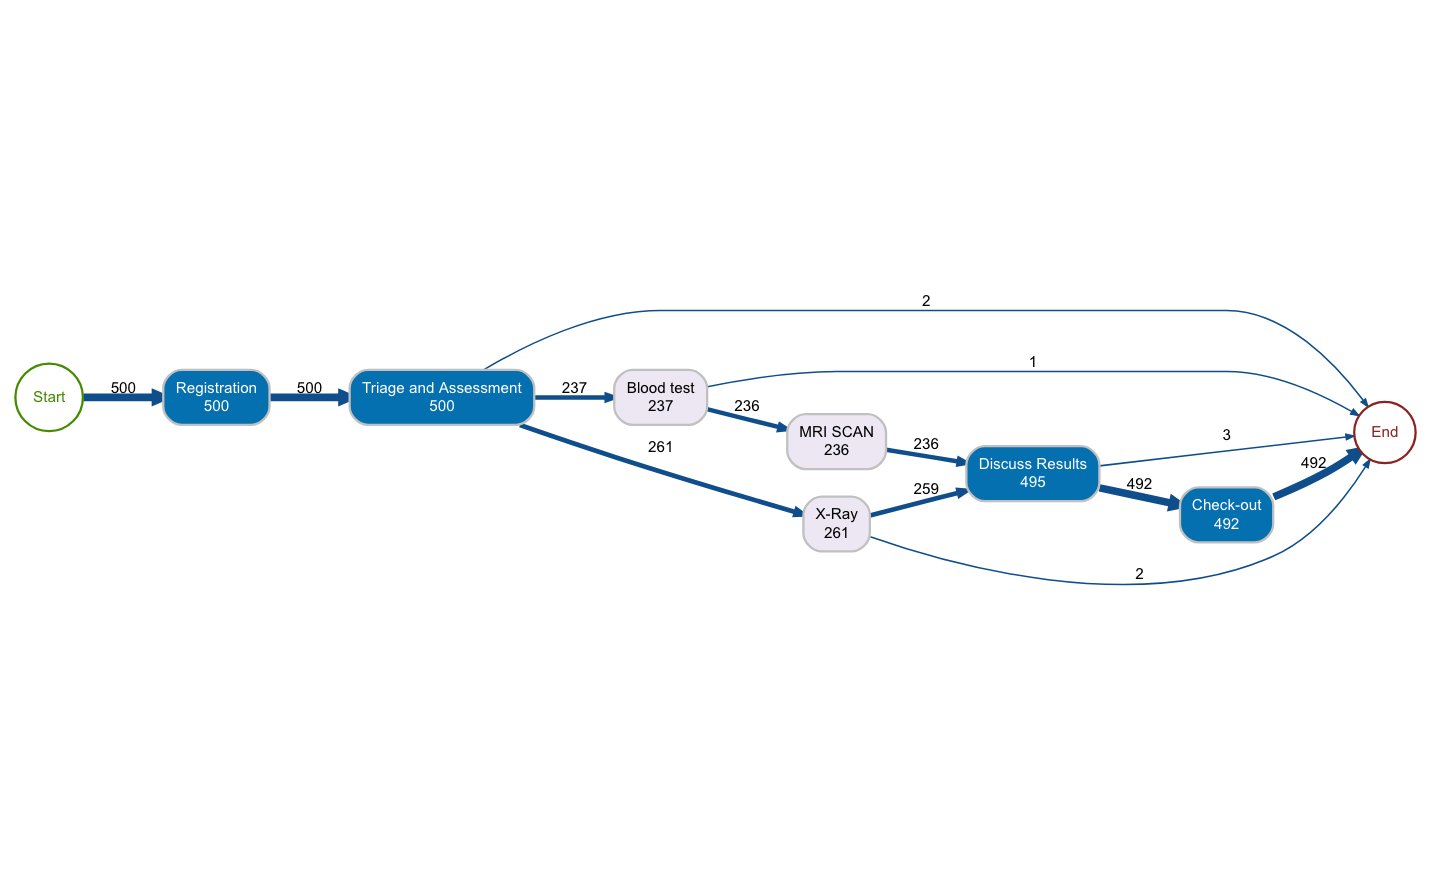 Start
500
Registration
500
500
Triage and Assessment
500
2
237
261
Blood test
237
1
236
MRI SCAN
236
236
X-Ray
261
259
2
Discuss Results
495
3
492
Check-out
492
492
End